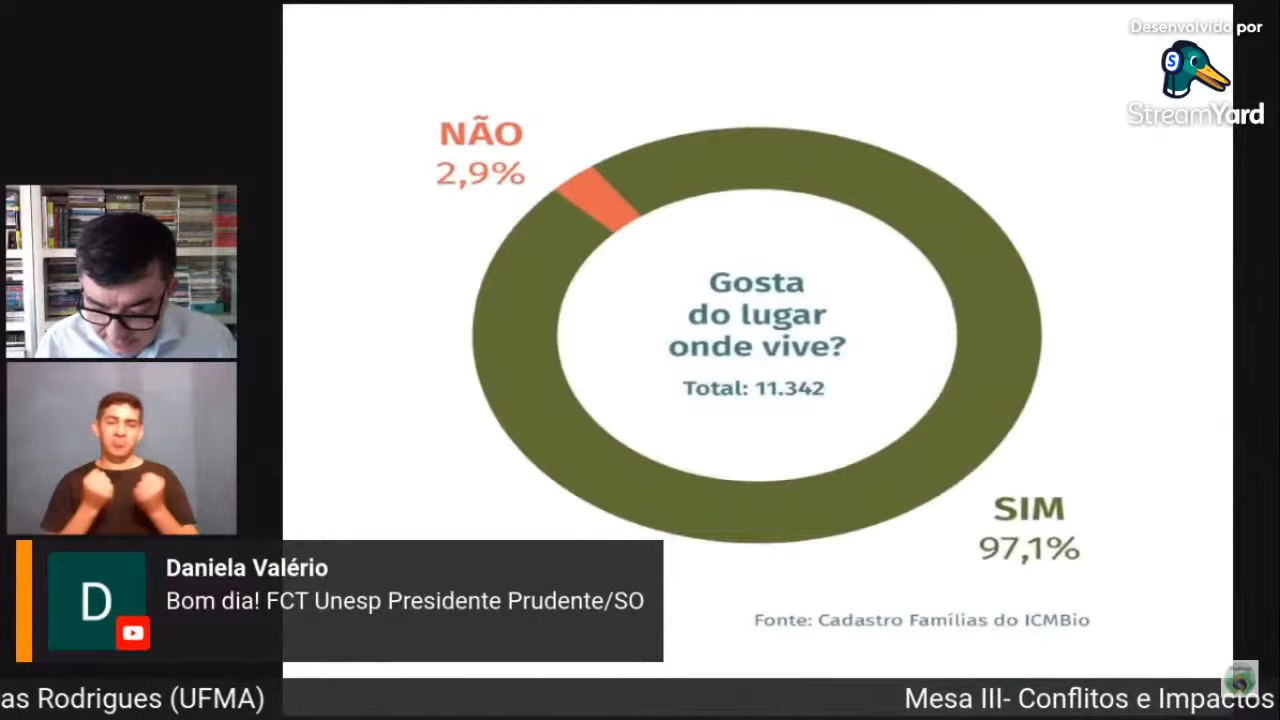 Desenvolvido por
StreamYard
NÃO
2,9%
Gosta
do lugar
onde vive?
Total: 11.342
SIM
97,1%
D
Daniela Valério
Bom dia! FCT Unesp Presidente Prudente/SO
Fonte: Cadastro Famílias do ICMBio
as Rodrigues (UFMA)
Mesa III- Conflitos e Impactos